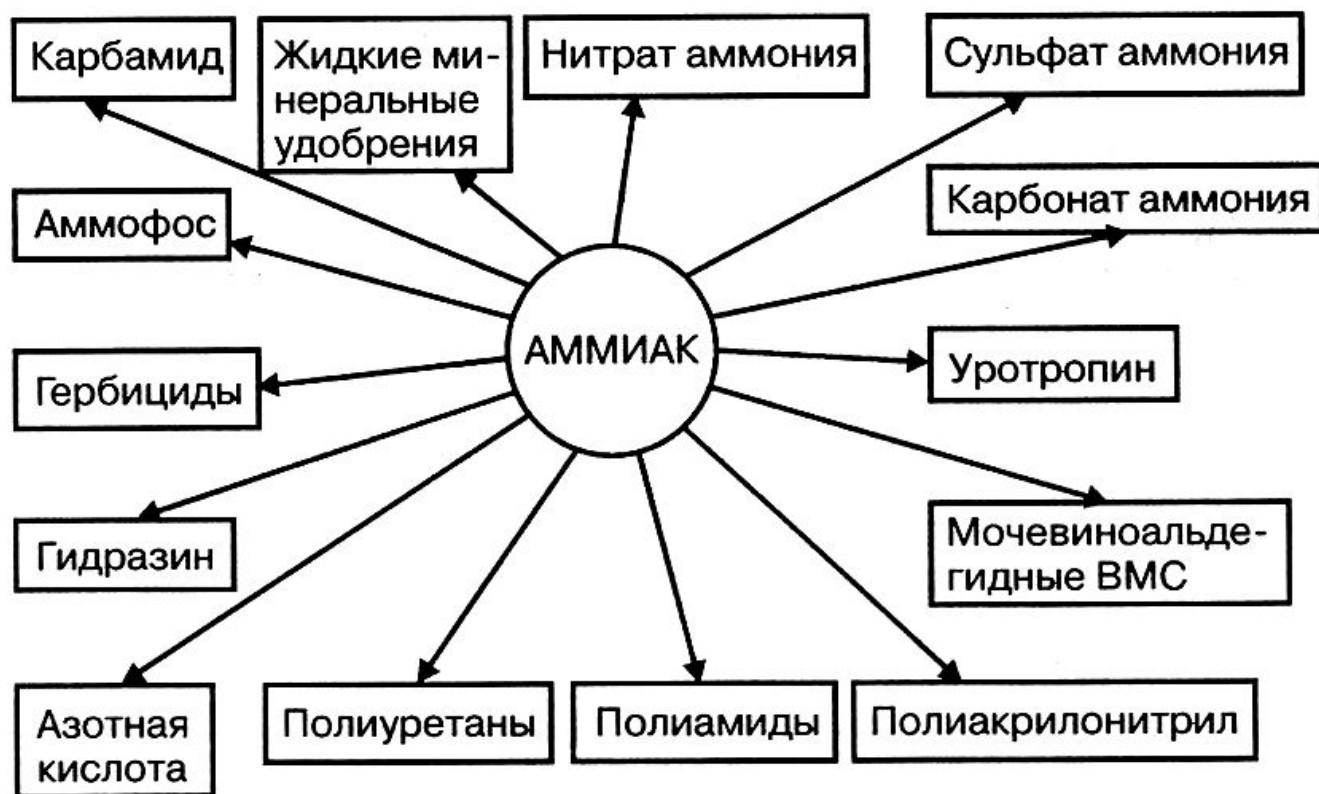 Карбамид
Жидкие ми-
неральные
удобрения
Нитрат аммония
Сульфат аммония
Аммофос
Карбонат аммония
АММИАК
Гербициды
Уротропин
Гидразин
Мочевиноальде-
гидные ВМС
Азотная
кислота
Полиуретаны
Полиамиды
Полиакрилонитрил